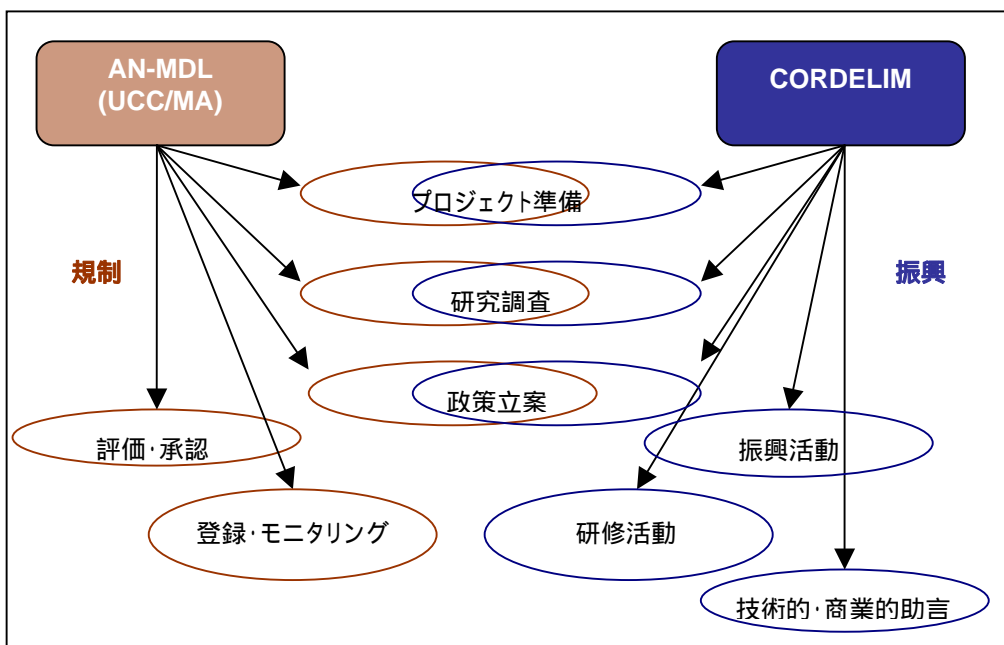 AN-MDL
(UCC/MA)
CORDELIM
プロジェクト準備
規制
研究調査
振興
政策立案
評価･承認
振興活動
登録･モニタリング
研修活動
技術的･商業的助言